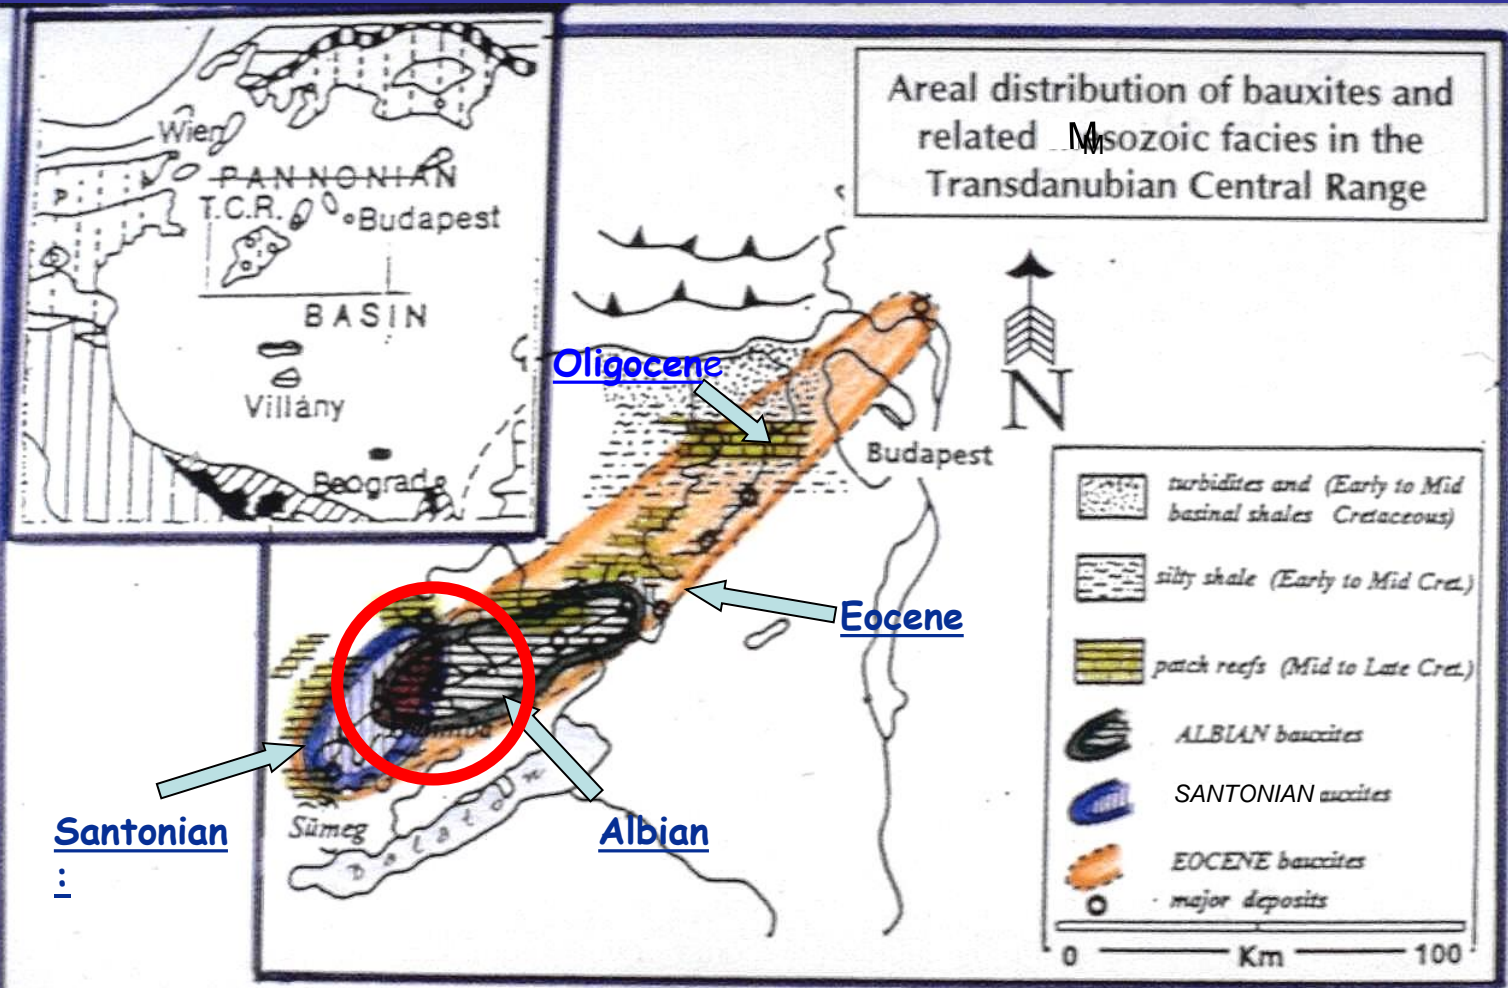 Areal distribution of bauxites and
related Mesozoic facies in the
Transdanubian Central Range
Wien
PANNONIAN
T.C.R.
Budapest
BASIN
Villány
Beograd
Oligocene
N
Budapest
Eocene
Santonian
:
Albian
Sümeg
Balaton
turbidites and (Early to Mid
basinal shales Cretaceous)
silty shale (Early to Mid Cret.)
patch reefs (Mid to Late Cret.)
ALBIAN bauxites
SANTONIAN auxites
EOCENE bauxites
major deposits
0 Km 100